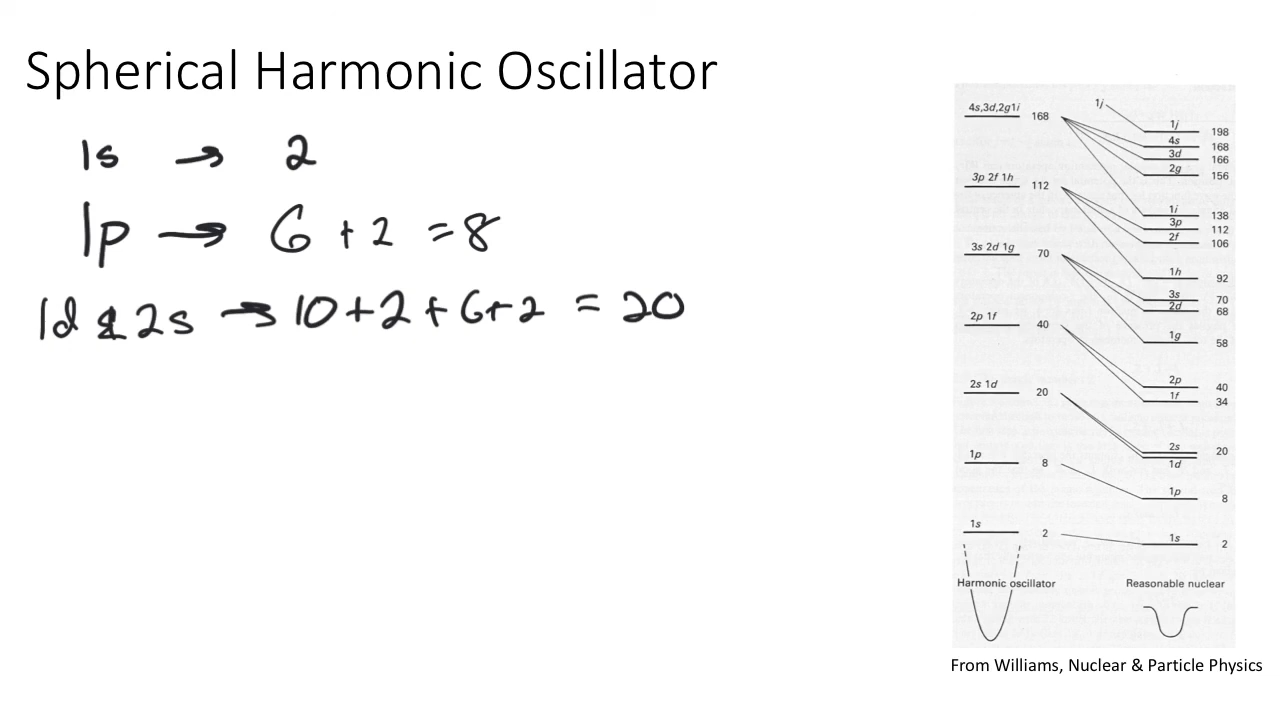 Spherical Harmonic Oscillator
1s → 2
1p → 6 + 2 = 8
1d & 2s → 10 + 2 + 6 + 2 = 20
4s,3d,2g1i 168
3p 2f 1h 112
3s 2d 1g 70
2p 1f 40
2s 1d 20
1p 8
1s 2
Harmonic oscillator
1j
1j 198
4s 168
3d 166
2g 156
1i 138
3p 112
2f 106
1h 92
3s 70
2d 68
1g 58
2p 40
1f 34
2s 20
1d
1p 8
1s 2
Reasonable nuclear
From Williams, Nuclear & Particle Physics